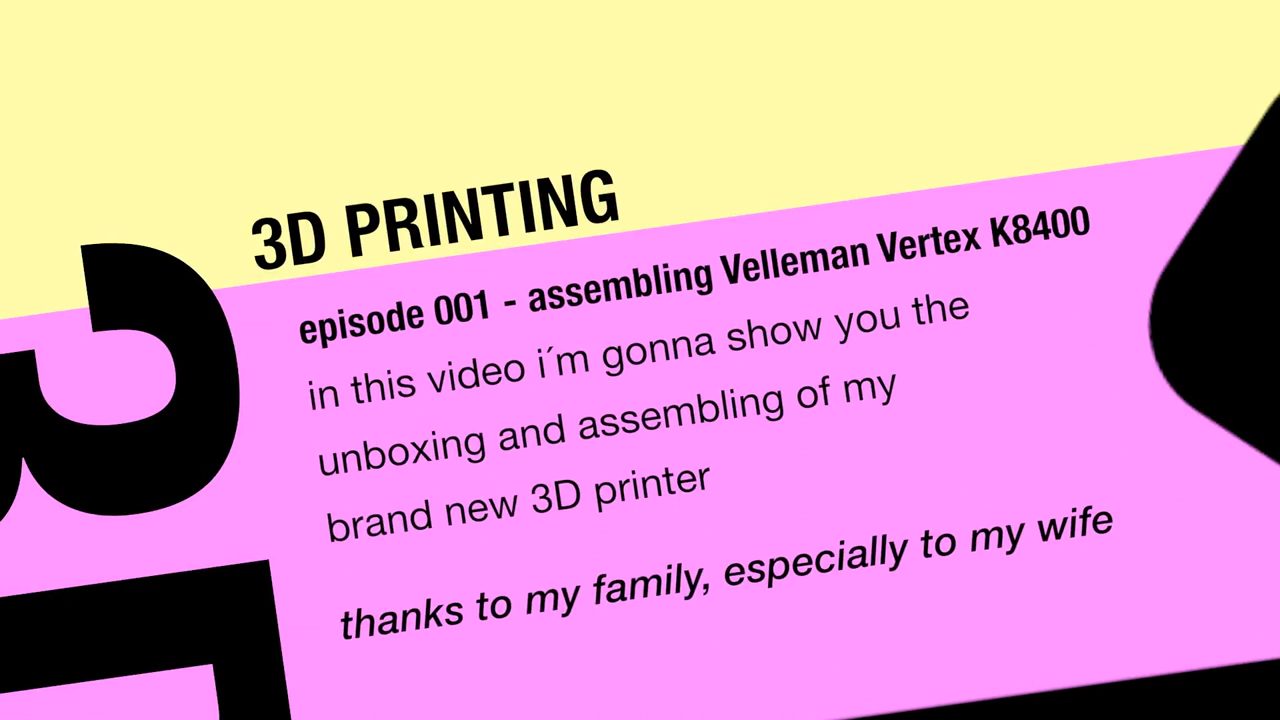 3D PRINTING
episode 001 - assembling Velleman Vertex K8400
in this video i´m gonna show you the
unboxing and assembling of my
brand new 3D printer
thanks to my family, especially to my wife